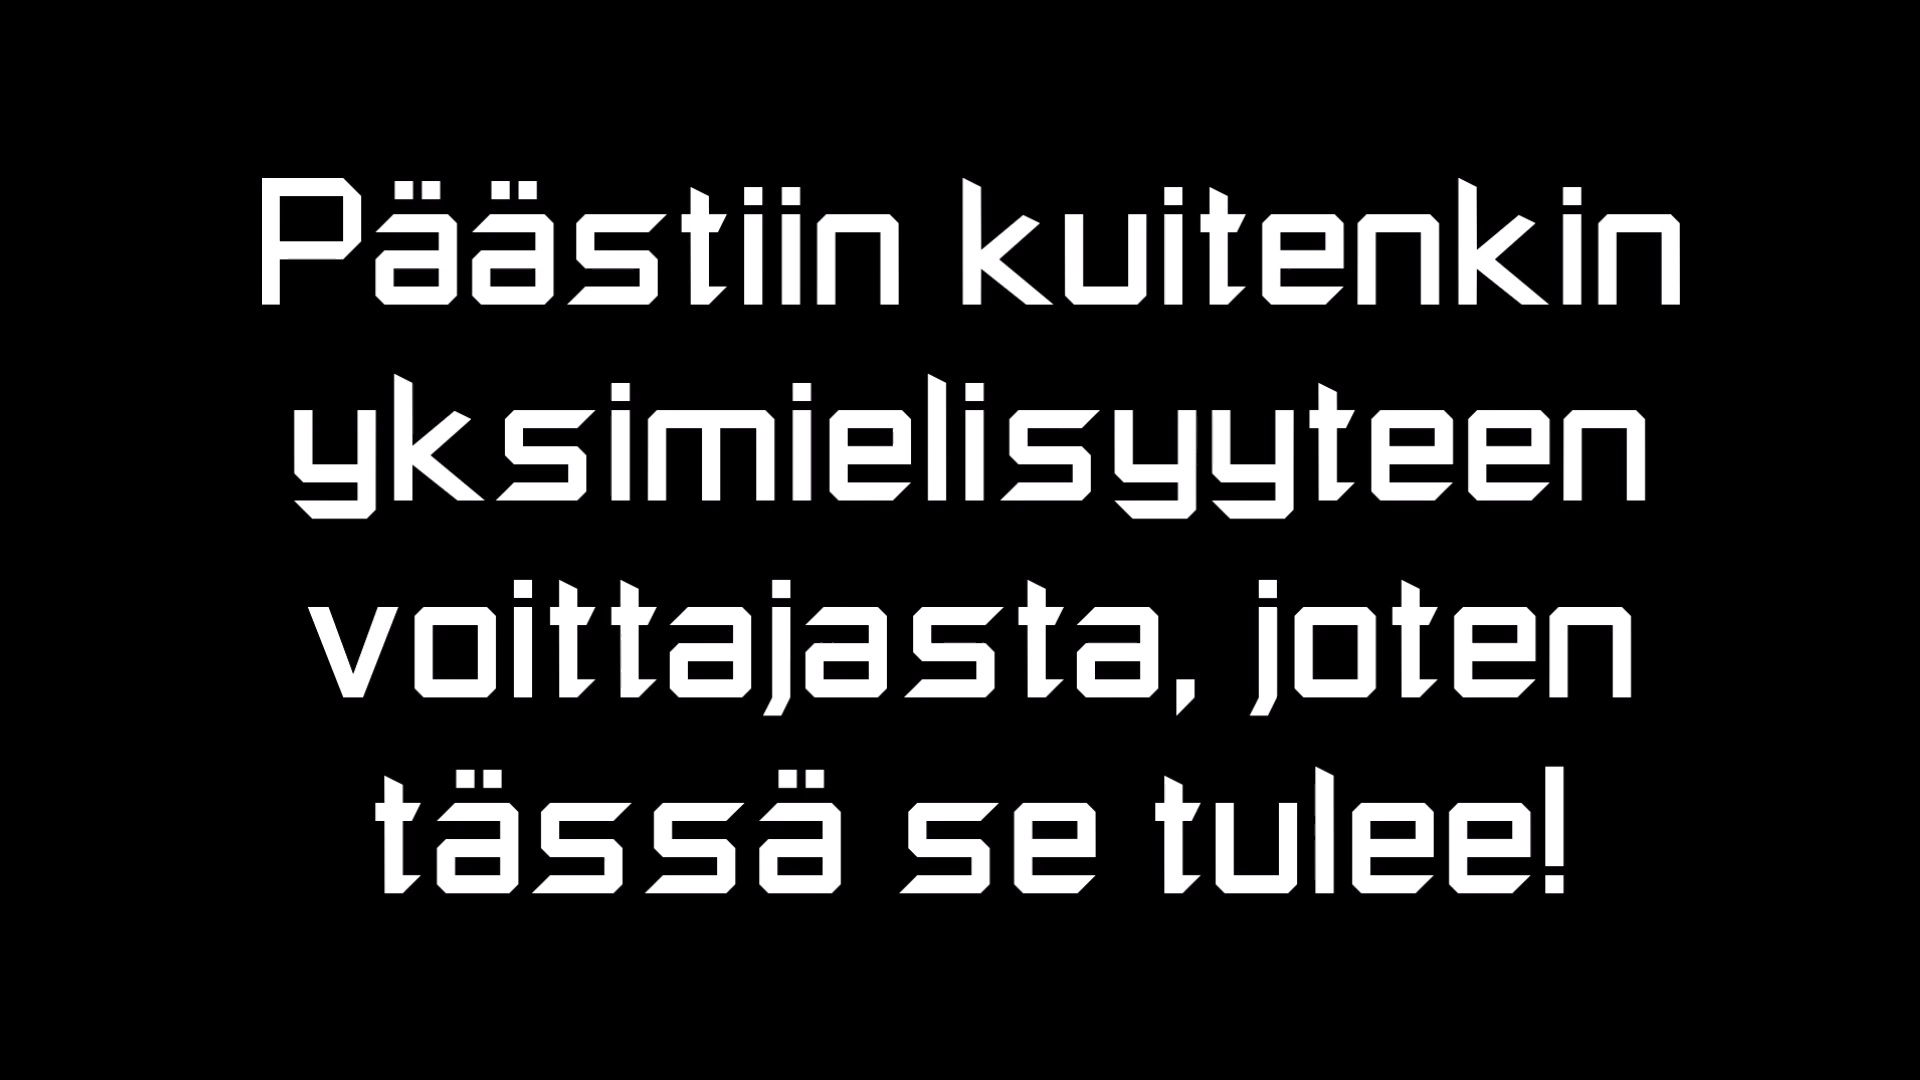 Päästiin kuitenkin
yksimielisyyteen
voittajasta, joten
tässä se tulee!